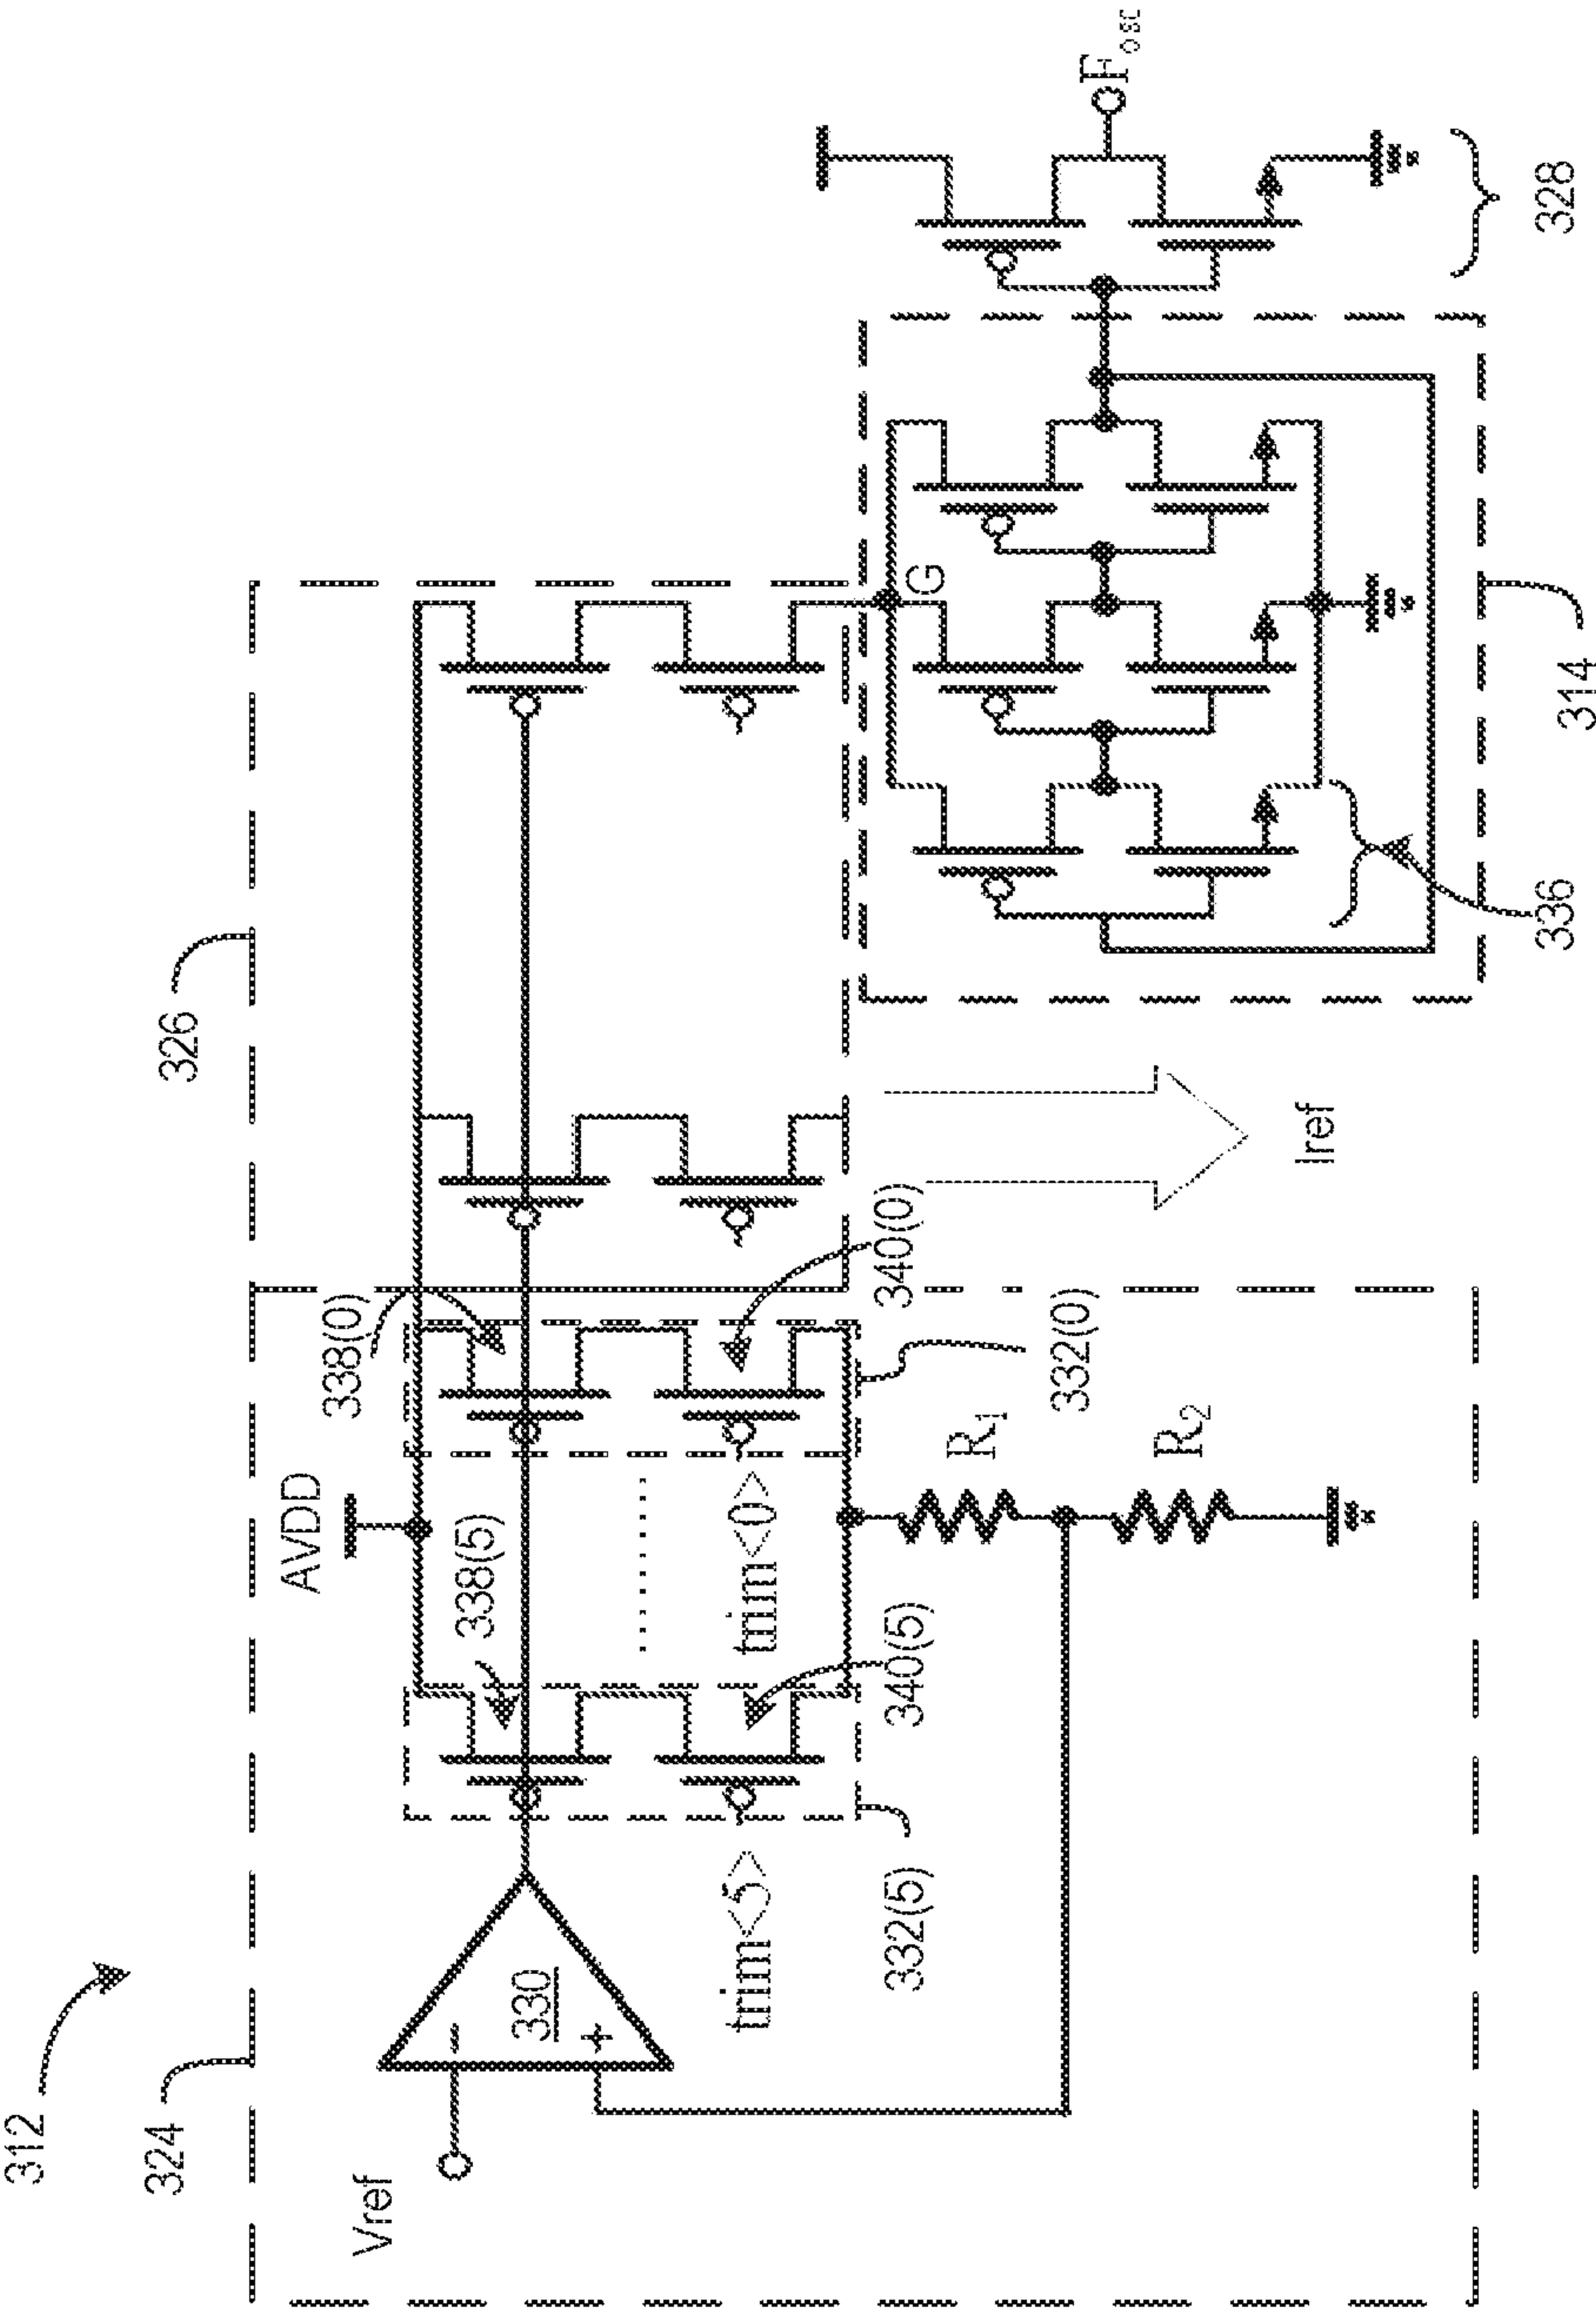 312
324
326
Vref
330
−
+
AVDD
338(5)
338(0)
trim<5>
trim<0>
332(5)
340(5)
340(0)
332(0)
R1
R2
Iref
G
336
314
328
Fosc